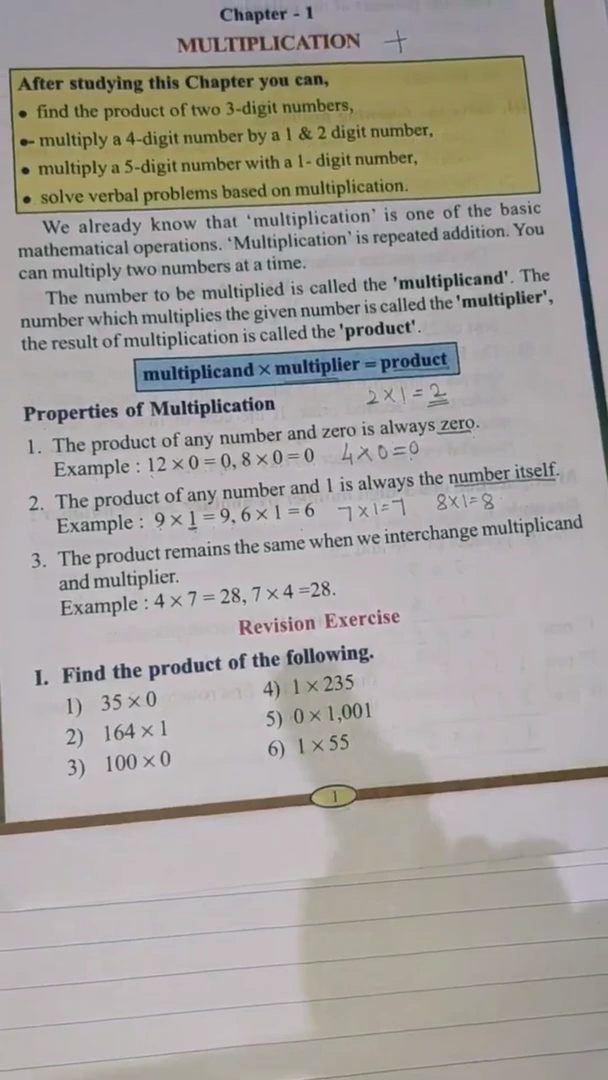 Chapter - 1
MULTIPLICATION +
After studying this Chapter you can,
• find the product of two 3-digit numbers,
• multiply a 4-digit number by a 1 & 2 digit number,
• multiply a 5-digit number with a 1- digit number,
• solve verbal problems based on multiplication.
We already know that 'multiplication' is one of the basic
mathematical operations. 'Multiplication' is repeated addition. You
can multiply two numbers at a time.
The number to be multiplied is called the 'multiplicand'. The
number which multiplies the given number is called the 'multiplier',
the result of multiplication is called the 'product'.
multiplicand × multiplier = product
Properties of Multiplication 2×1=2
1. The product of any number and zero is always zero.
Example : 12 × 0 = 0, 8 × 0 = 0 4×0=0
2. The product of any number and 1 is always the number itself.
Example : 9 × 1 = 9, 6 × 1 = 6 7×1=7 8×1=8
3. The product remains the same when we interchange multiplicand
and multiplier.
Example : 4 × 7 = 28, 7 × 4 =28.
Revision Exercise
I. Find the product of the following.
1) 35 × 0
2) 164 × 1
3) 100 × 0
4) 1 × 235
5) 0 × 1,001
6) 1 × 55
1